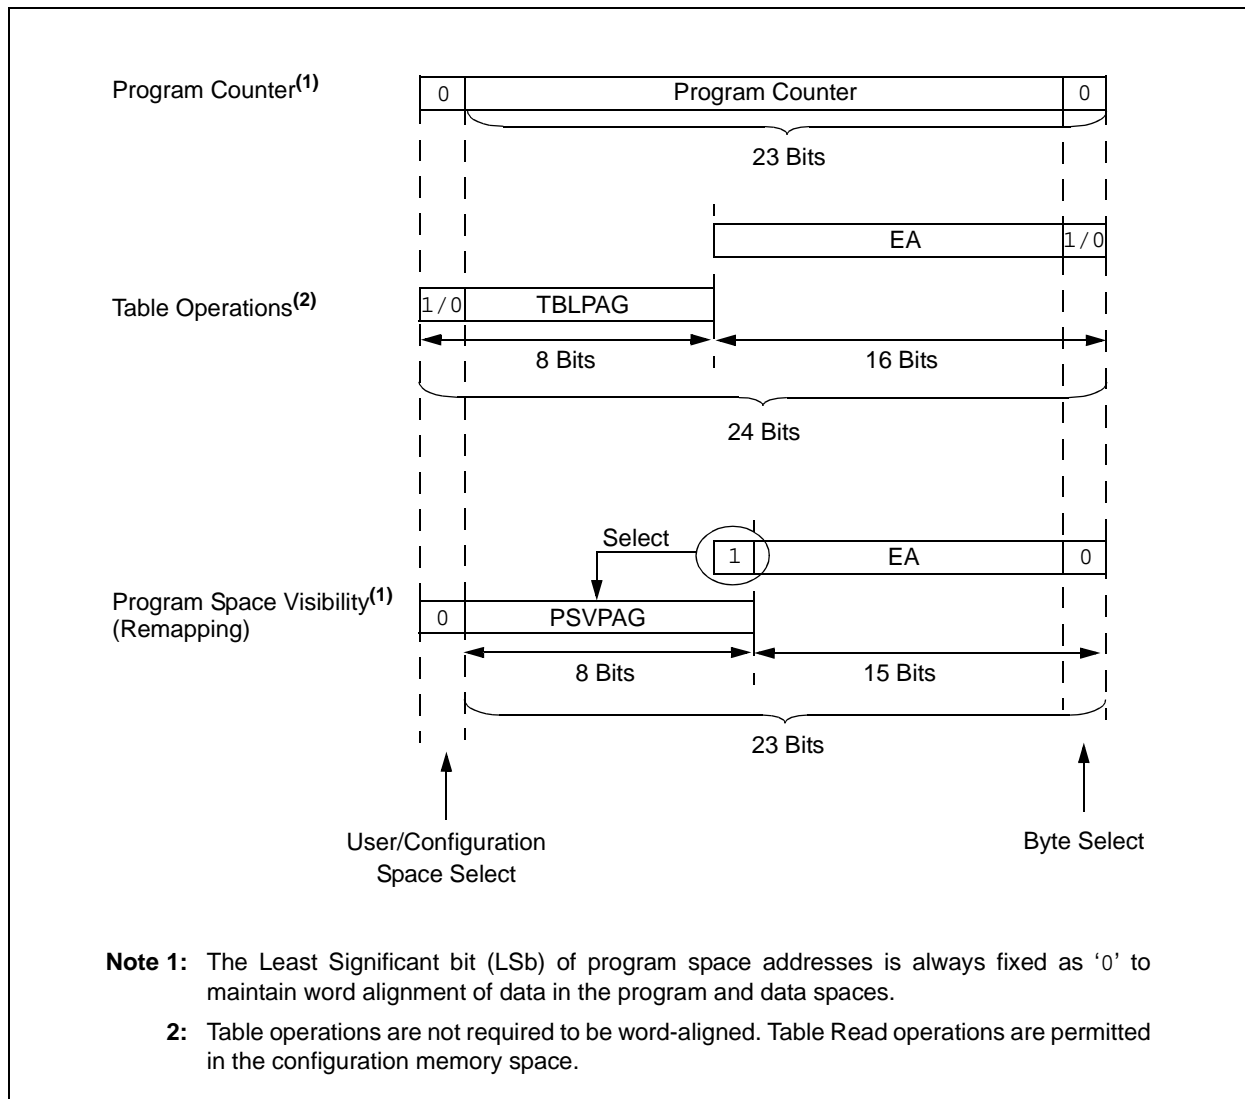 Program Counter(1)
0
Program Counter
0
23 Bits
EA
1/0
Table Operations(2)
1/0
TBLPAG
8 Bits
16 Bits
24 Bits
Select
1
EA
0
Program Space Visibility(1)
(Remapping)
0
PSVPAG
8 Bits
15 Bits
23 Bits
User/Configuration
Space Select
Byte Select
Note 1: The Least Significant bit (LSb) of program space addresses is always fixed as ‘0’ to
maintain word alignment of data in the program and data spaces.
2: Table operations are not required to be word-aligned. Table Read operations are permitted
in the configuration memory space.